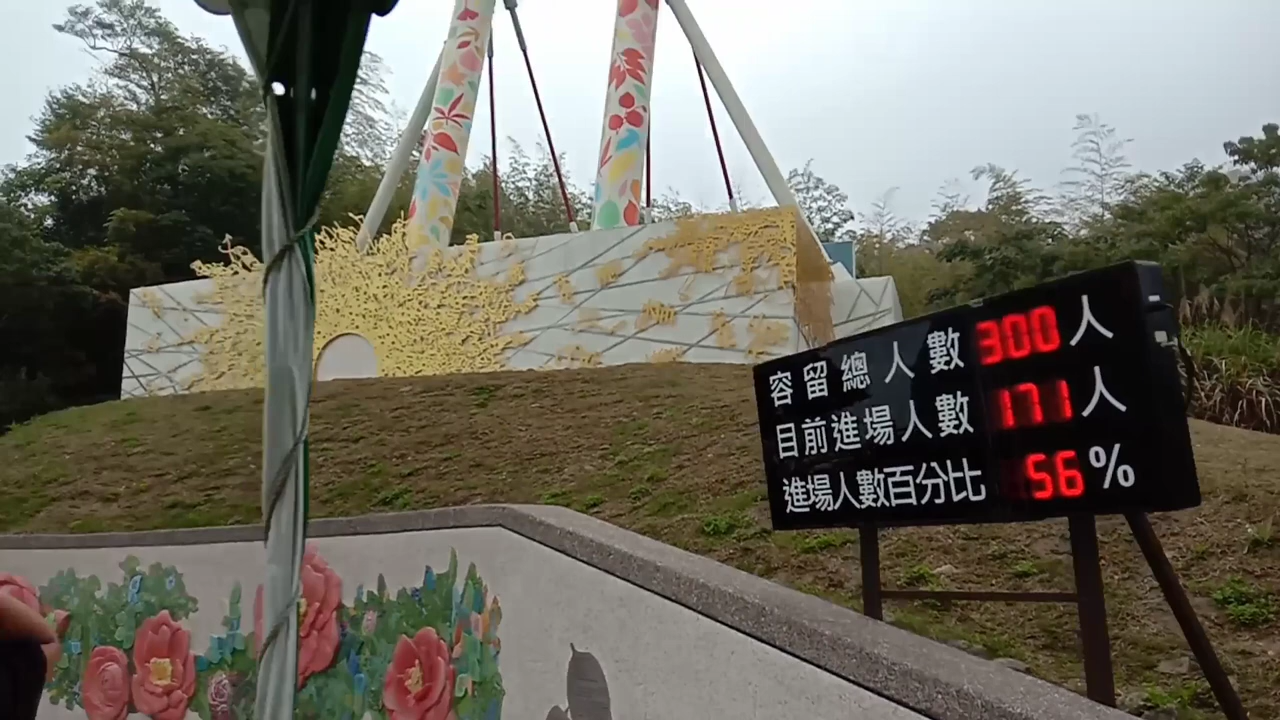 容留總人數 300 人
目前進場人數 171 人
進場人數百分比 56 %